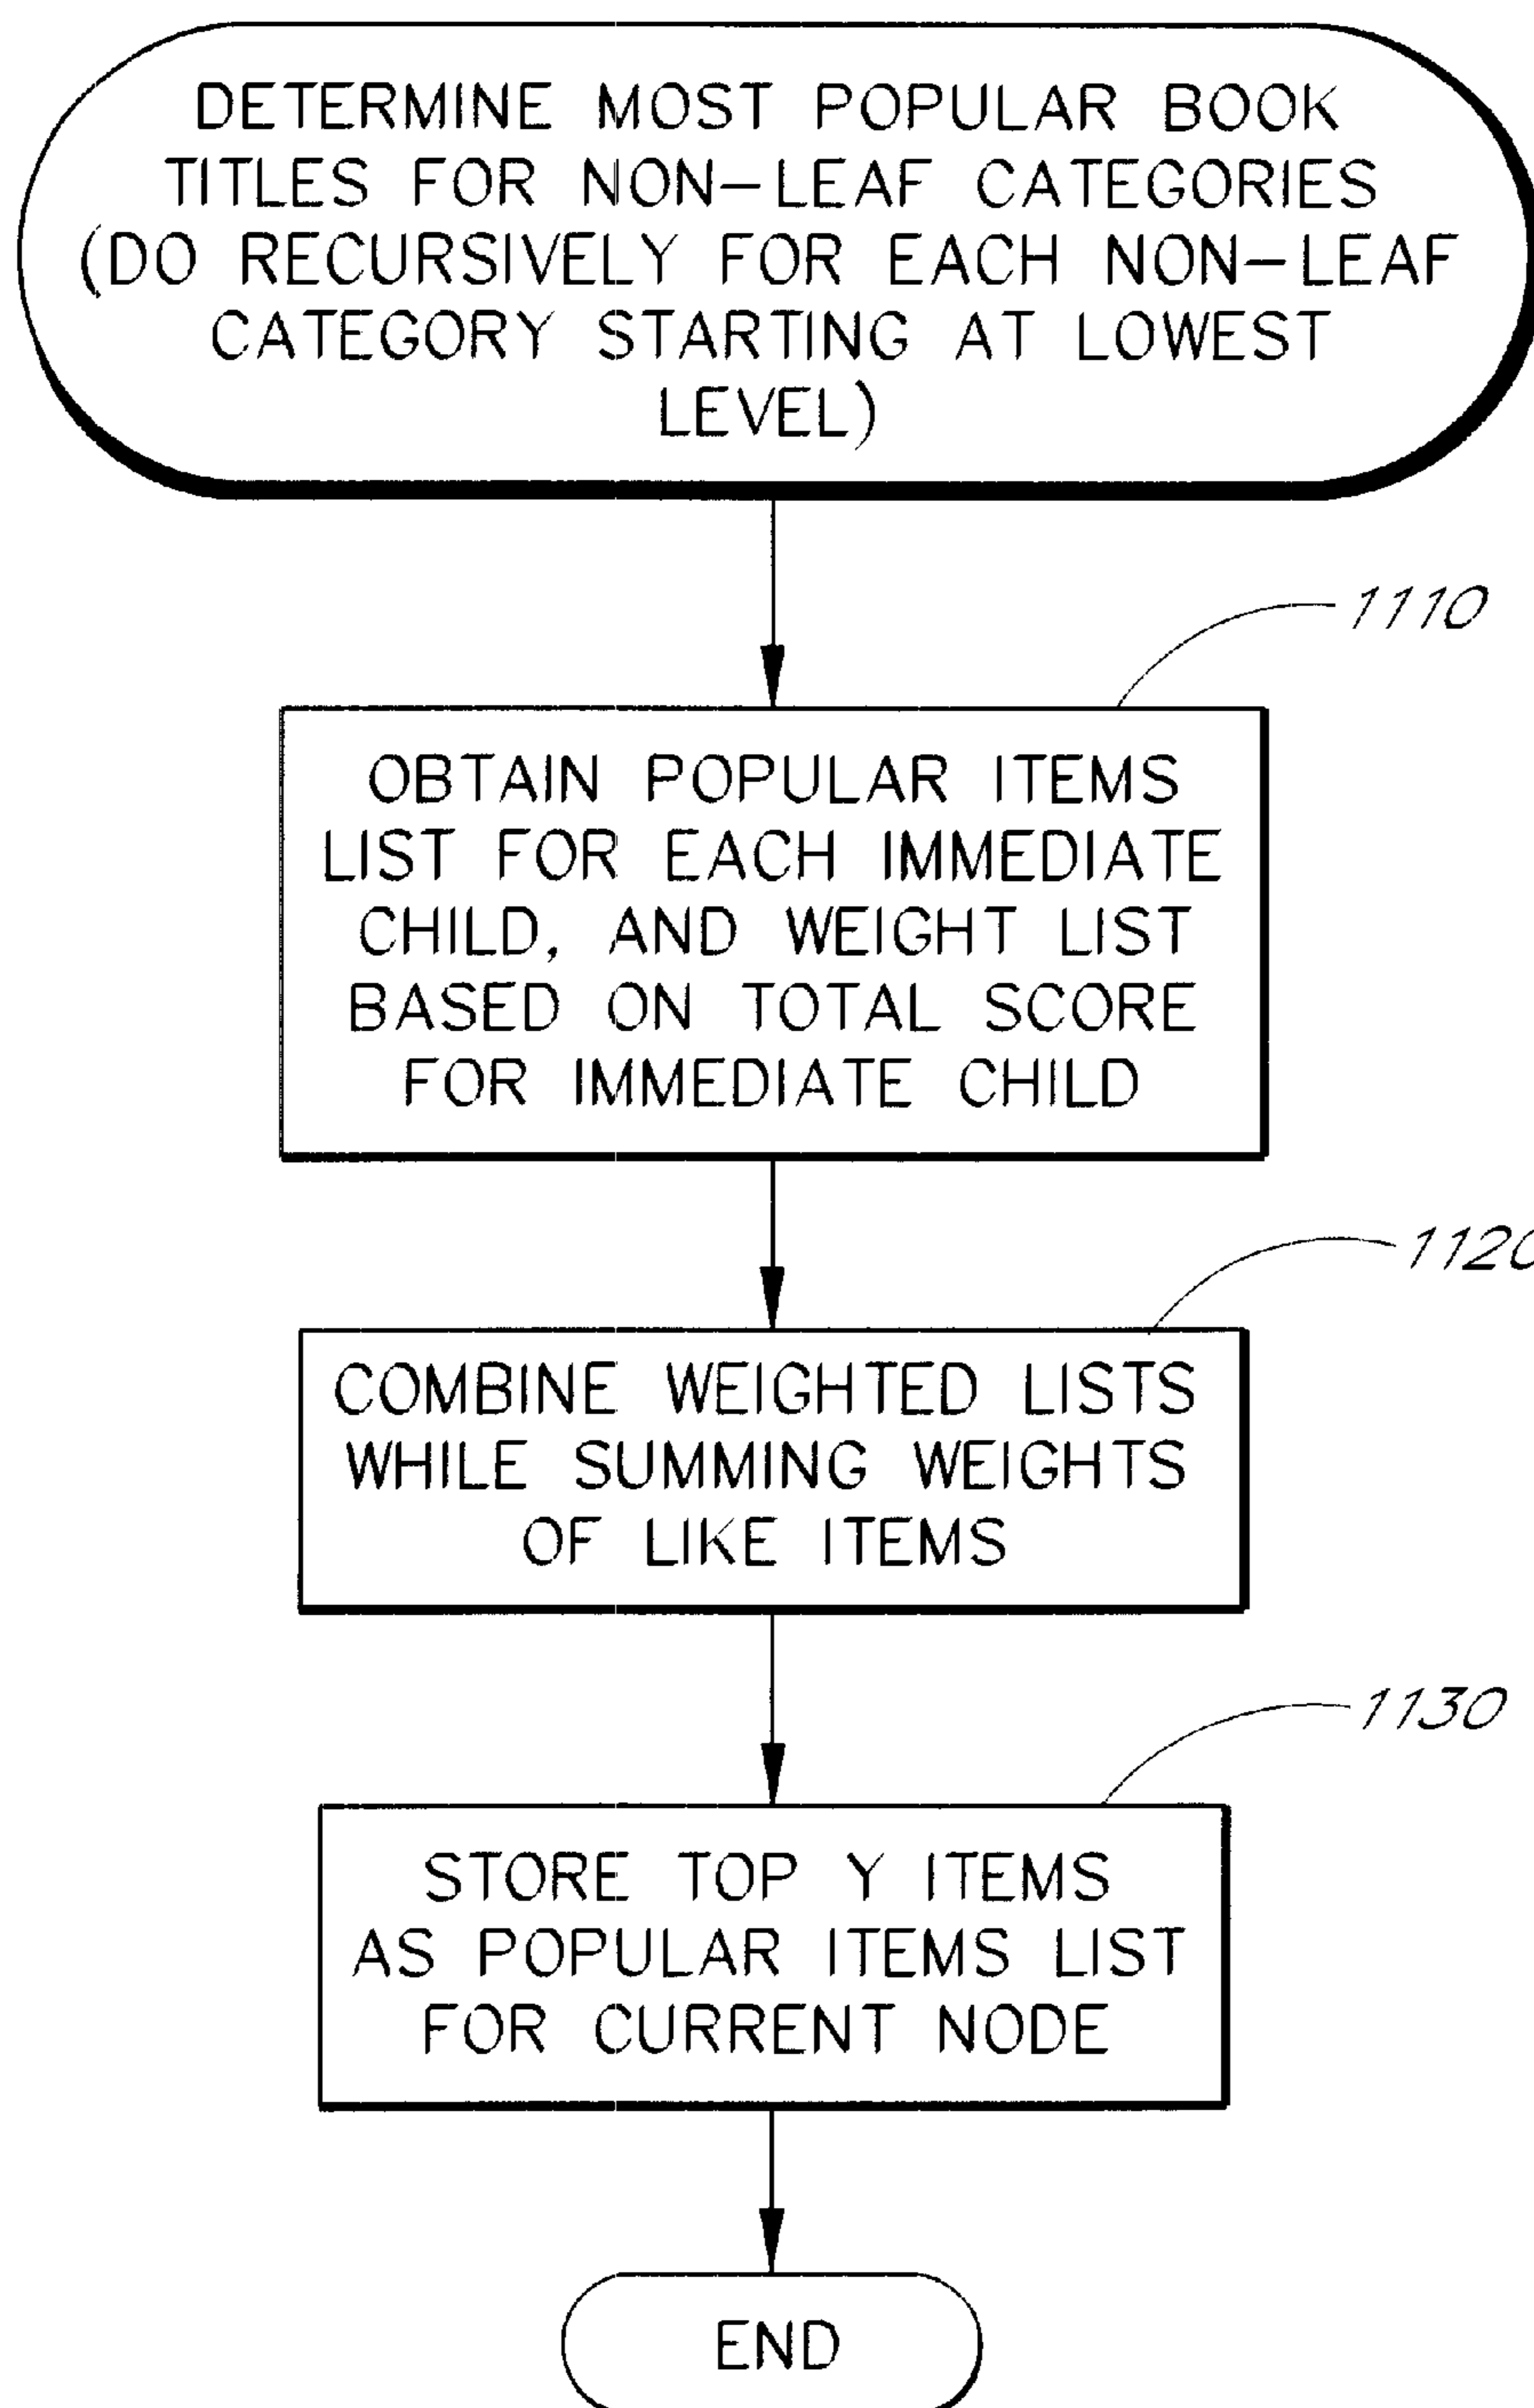 DETERMINE MOST POPULAR BOOK
TITLES FOR NON-LEAF CATEGORIES
(DO RECURSIVELY FOR EACH NON-LEAF
CATEGORY STARTING AT LOWEST
LEVEL)
1110
OBTAIN POPULAR ITEMS
LIST FOR EACH IMMEDIATE
CHILD, AND WEIGHT LIST
BASED ON TOTAL SCORE
FOR IMMEDIATE CHILD
1120
COMBINE WEIGHTED LISTS
WHILE SUMMING WEIGHTS
OF LIKE ITEMS
1130
STORE TOP Y ITEMS
AS POPULAR ITEMS LIST
FOR CURRENT NODE
END